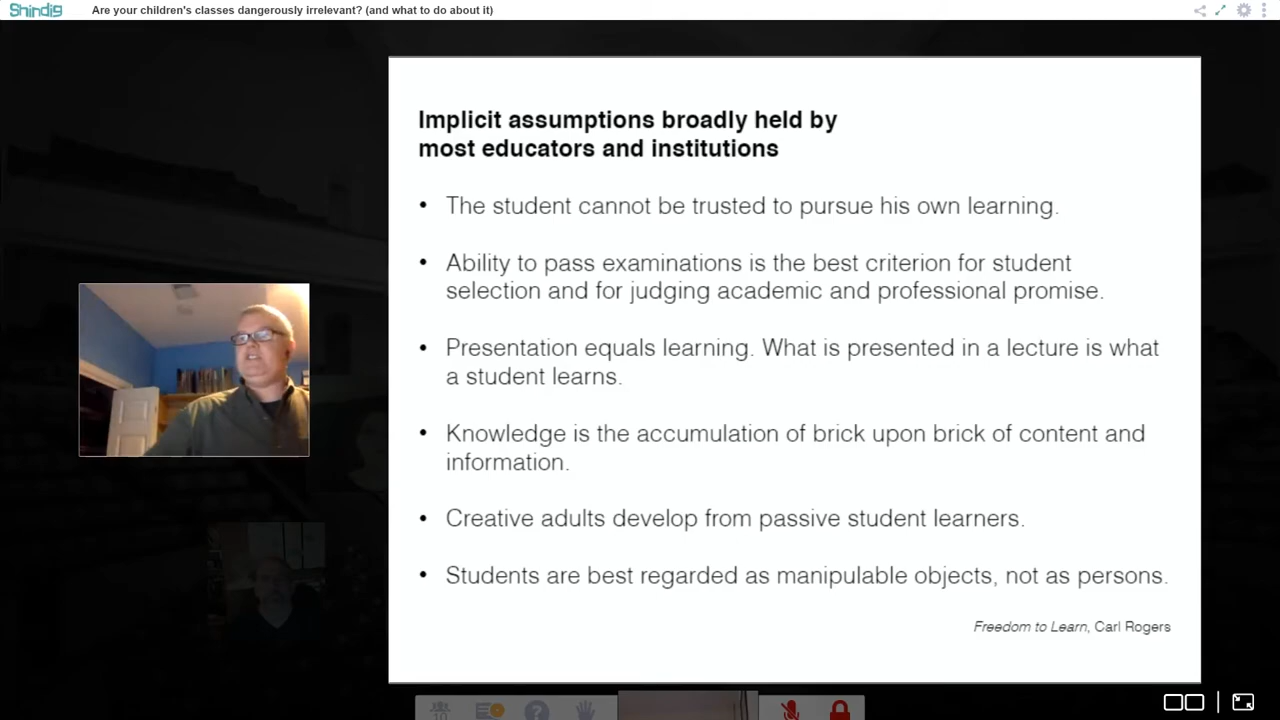 Shindig
Are your children's classes dangerously irrelevant? (and what to do about it)
Implicit assumptions broadly held by
most educators and institutions
• The student cannot be trusted to pursue his own learning.
• Ability to pass examinations is the best criterion for student
selection and for judging academic and professional promise.
• Presentation equals learning. What is presented in a lecture is what
a student learns.
• Knowledge is the accumulation of brick upon brick of content and
information.
• Creative adults develop from passive student learners.
• Students are best regarded as manipulable objects, not as persons.
Freedom to Learn, Carl Rogers
10